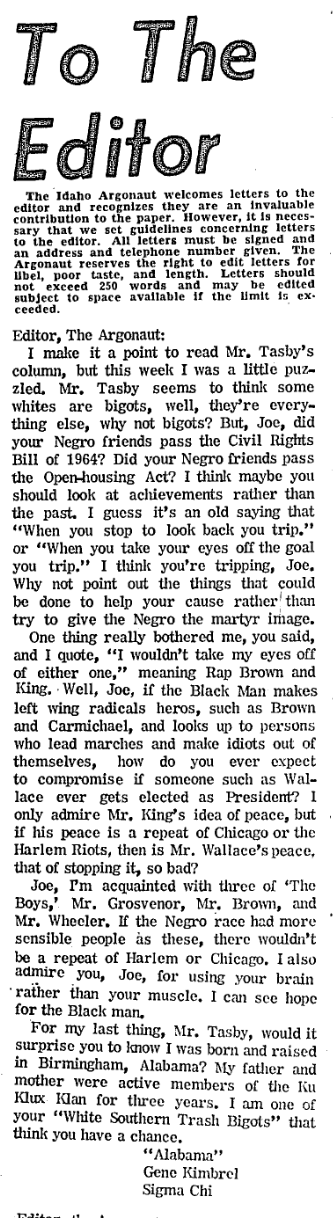 To The
Editor
The Idaho Argonaut welcomes letters to the
editor and recognizes they are an invaluable
contribution to the paper. However, it is neces-
sary that we set guidelines concerning letters
to the editor. All letters must be signed and
an address and telephone number given. The
Argonaut reserves the right to edit letters for
libel, poor taste, and length. Letters should
not exceed 250 words and may be edited
subject to space available if the limit is ex-
ceeded.
Editor, The Argonaut:
I make it a point to read Mr. Tasby's
column, but this week I was a little puz-
zled. Mr. Tasby seems to think some
whites are bigots, well, they're every-
thing else, why not bigots? But, Joe, did
your Negro friends pass the Civil Rights
Bill of 1964? Did your Negro friends pass
the Open-housing Act? I think maybe you
should look at achievements rather than
the past. I guess it's an old saying that
"When you stop to look back you trip."
or "When you take your eyes off the goal
you trip." I think you're tripping, Joe.
Why not point out the things that could
be done to help your cause rather than
try to give the Negro the martyr image.
One thing really bothered me, you said,
and I quote, "I wouldn't take my eyes off
of either one," meaning Rap Brown and
King. Well, Joe, if the Black Man makes
left wing radicals heros, such as Brown
and Carmichael, and looks up to persons
who lead marches and make idiots out of
themselves, how do you ever expect
to compromise if someone such as Wal-
lace ever gets elected as President? I
only admire Mr. King's idea of peace, but
if his peace is a repeat of Chicago or the
Harlem Riots, then is Mr. Wallace's peace,
that of stopping it, so bad?
Joe, I'm acquainted with three of 'The
Boys,' Mr. Grosvenor, Mr. Brown, and
Mr. Wheeler. If the Negro race had more
sensible people as these, there wouldn't
be a repeat of Harlem or Chicago. I also
admire you, Joe, for using your brain
rather than your muscle. I can see hope
for the Black man.
For my last thing, Mr. Tasby, would it
surprise you to know I was born and raised
in Birmingham, Alabama? My father and
mother were active members of the Ku
Klux Klan for three years. I am one of
your "White Southern Trash Bigots" that
think you have a chance.
"Alabama"
Gene Kimbrel
Sigma Chi